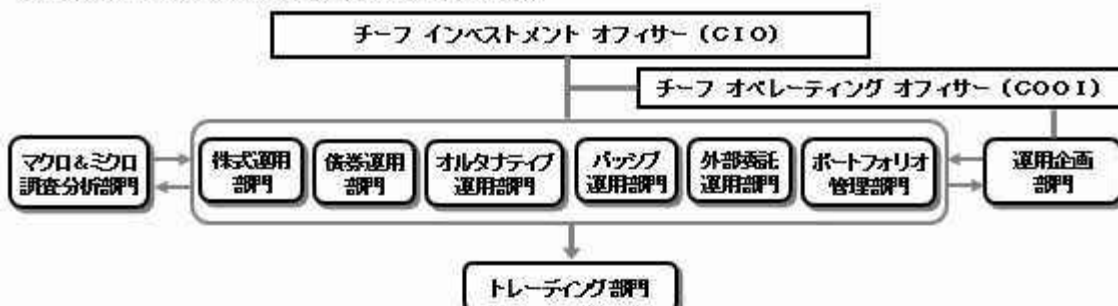 チーフ インベストメント オフィサー (CIO)
チーフ オペレーティング オフィサー (COOI)
マクロ&ミクロ
調査分析部門
株式運用
部門
債券運用
部門
オルタナティブ
運用部門
パッシブ
運用部門
外部委託
運用部門
ポートフォリオ
管理部門
運用企画
部門
トレーディング部門